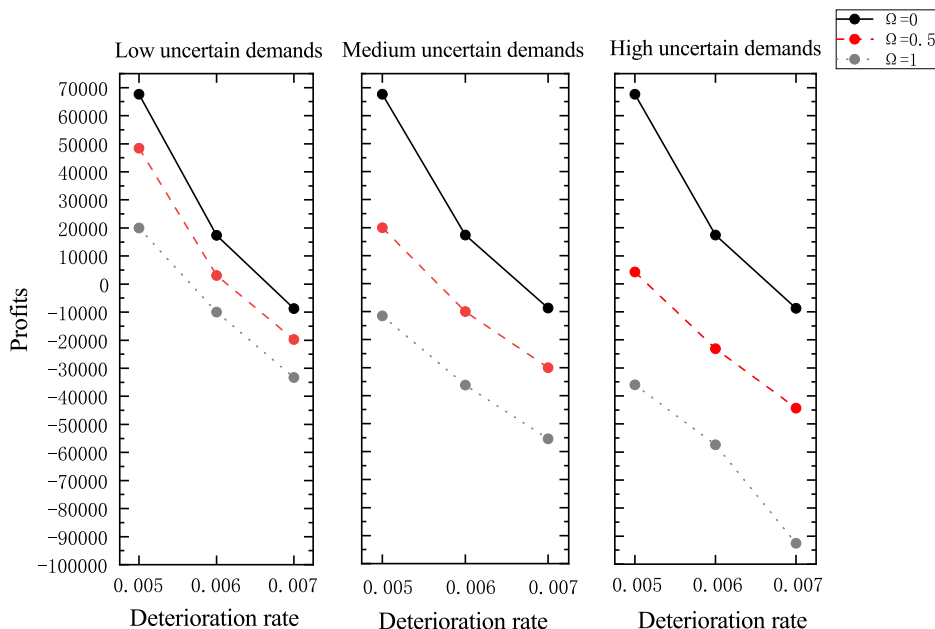 Ω=0
Ω=0.5
Ω=1
Low uncertain demands
Medium uncertain demands
High uncertain demands
Profits
70000
60000
50000
40000
30000
20000
10000
0
-10000
-20000
-30000
-40000
-50000
-60000
-70000
-80000
-90000
-100000
0.005 0.006 0.007
0.005 0.006 0.007
0.005 0.006 0.007
Deterioration rate
Deterioration rate
Deterioration rate